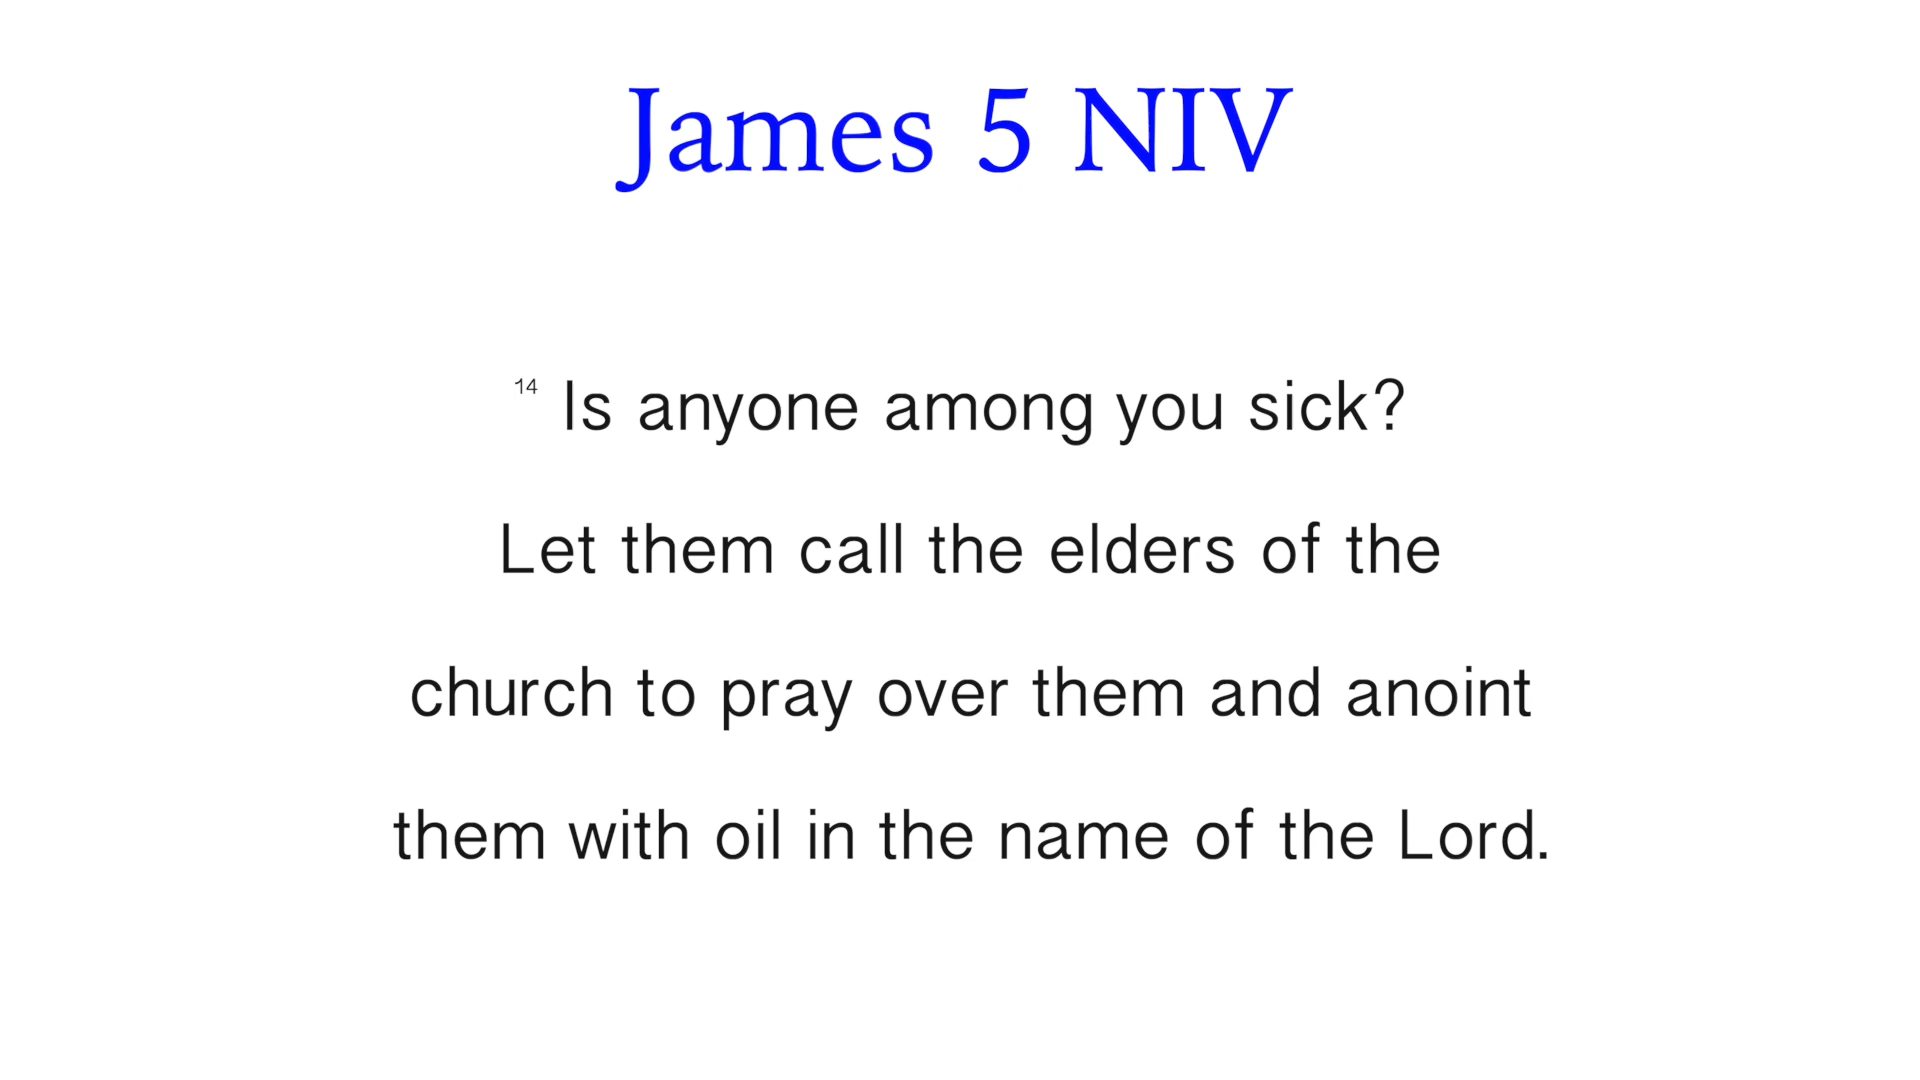 James 5 NIV
14 Is anyone among you sick?
Let them call the elders of the
church to pray over them and anoint
them with oil in the name of the Lord.